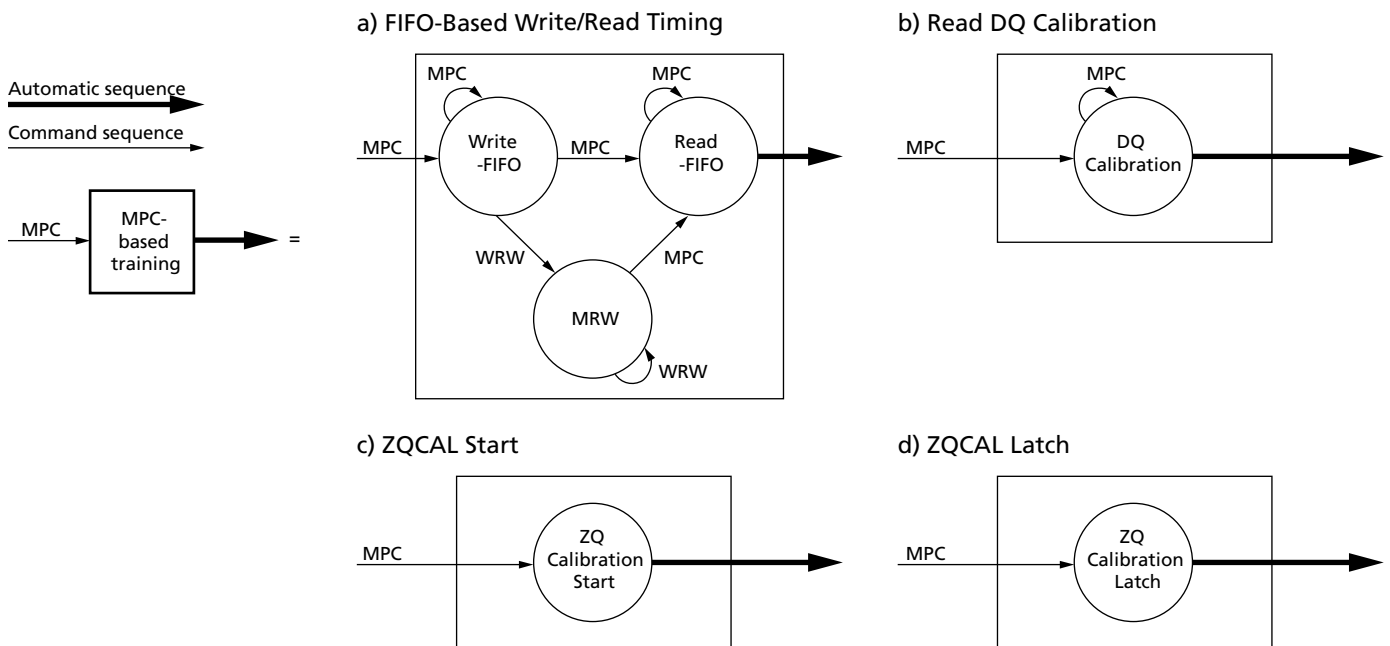 Automatic sequence
Command sequence
MPC
MPC-
based
training
=
a) FIFO-Based Write/Read Timing
MPC
MPC
MPC
Write
-FIFO
MPC
Read
-FIFO
WRW
MPC
MRW
WRW
b) Read DQ Calibration
MPC
MPC
DQ
Calibration
c) ZQCAL Start
MPC
ZQ
Calibration
Start
d) ZQCAL Latch
MPC
ZQ
Calibration
Latch